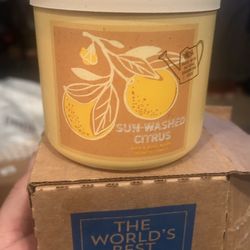 SUN-WASHED
CITRUS
THE WORLD'S
BEST